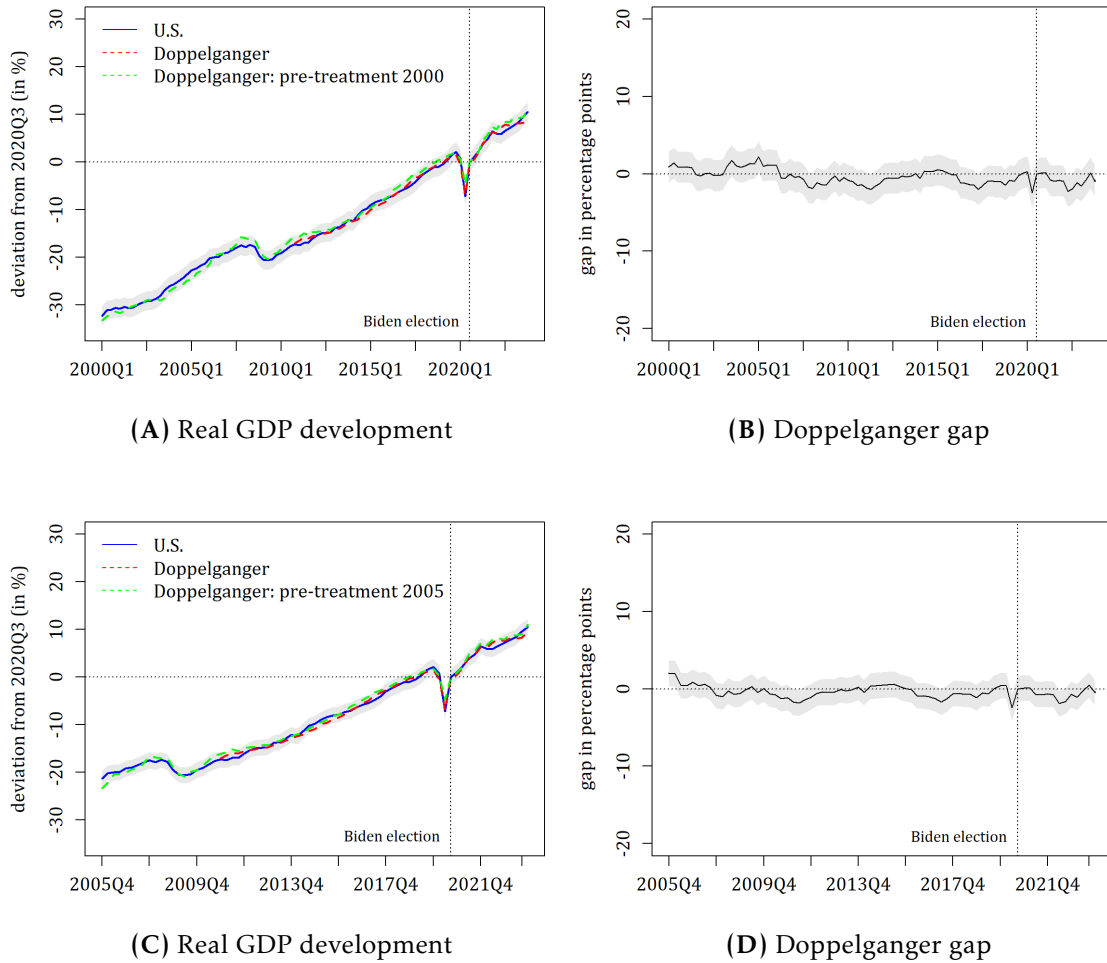 deviation from 2020Q3 (in %)
30
20
10
0
-10
-20
-30
U.S.
Doppelganger
Doppelganger: pre-treatment 2000
Biden election
2000Q1 2005Q1 2010Q1 2015Q1 2020Q1
(A) Real GDP development
gap in percentage points
20
10
0
-10
-20
Biden election
2000Q1 2005Q1 2010Q1 2015Q1 2020Q1
(B) Doppelganger gap
deviation from 2020Q3 (in %)
30
20
10
0
-10
-20
-30
U.S.
Doppelganger
Doppelganger: pre-treatment 2005
Biden election
2005Q4 2009Q4 2013Q4 2017Q4 2021Q4
(C) Real GDP development
gap in percentage points
20
10
0
-10
-20
Biden election
2005Q4 2009Q4 2013Q4 2017Q4 2021Q4
(D) Doppelganger gap